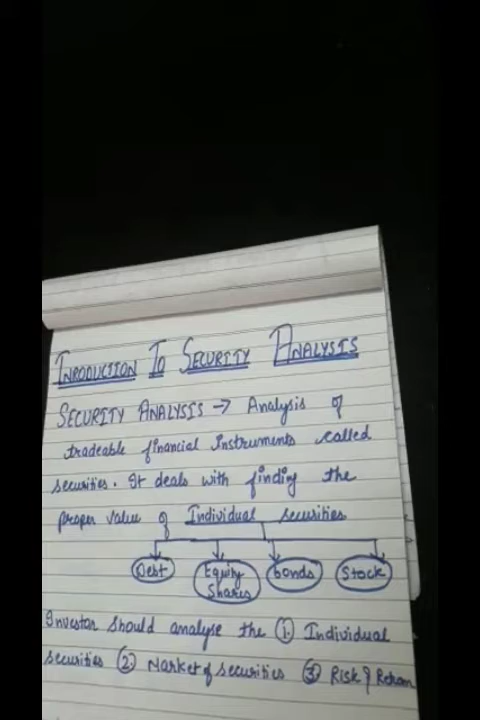 INRODUCTION TO SECURITY ANALYSIS
SECURITY ANALYSIS → Analysis of
tradeable financial instruments called
securities. It deals with finding the
proper value of Individual securities
Debt Equity Shares bonds Stock
Investor should analyse the ① Individual
securities ② Market of securities ③ Risk & Return